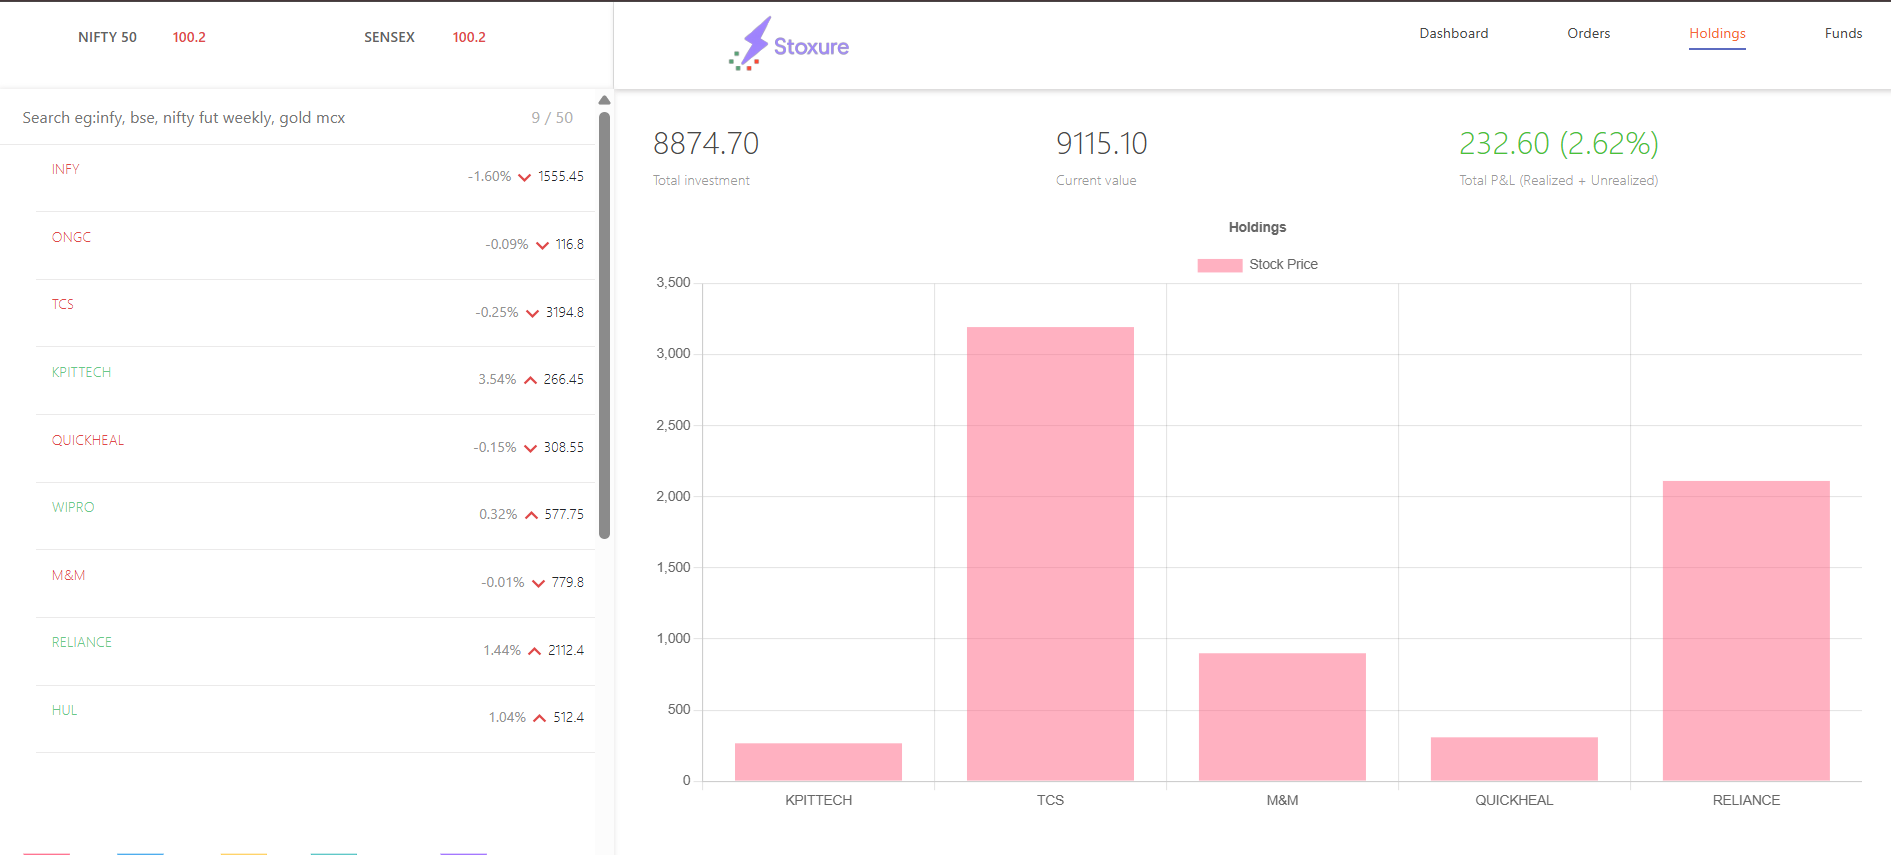 NIFTY 50 100.2 SENSEX 100.2
Stoxure
Dashboard Orders Holdings Funds
Search eg:infy, bse, nifty fut weekly, gold mcx 9 / 50
INFY -1.60% 1555.45
ONGC -0.09% 116.8
TCS -0.25% 3194.8
KPITTECH 3.54% 266.45
QUICKHEAL -0.15% 308.55
WIPRO 0.32% 577.75
M&M -0.01% 779.8
RELIANCE 1.44% 2112.4
HUL 1.04% 512.4
8874.70 9115.10 232.60 (2.62%)
Total investment Current value Total P&L (Realized + Unrealized)
Holdings
Stock Price
3,500
3,000
2,500
2,000
1,500
1,000
500
0
KPITTECH TCS M&M QUICKHEAL RELIANCE